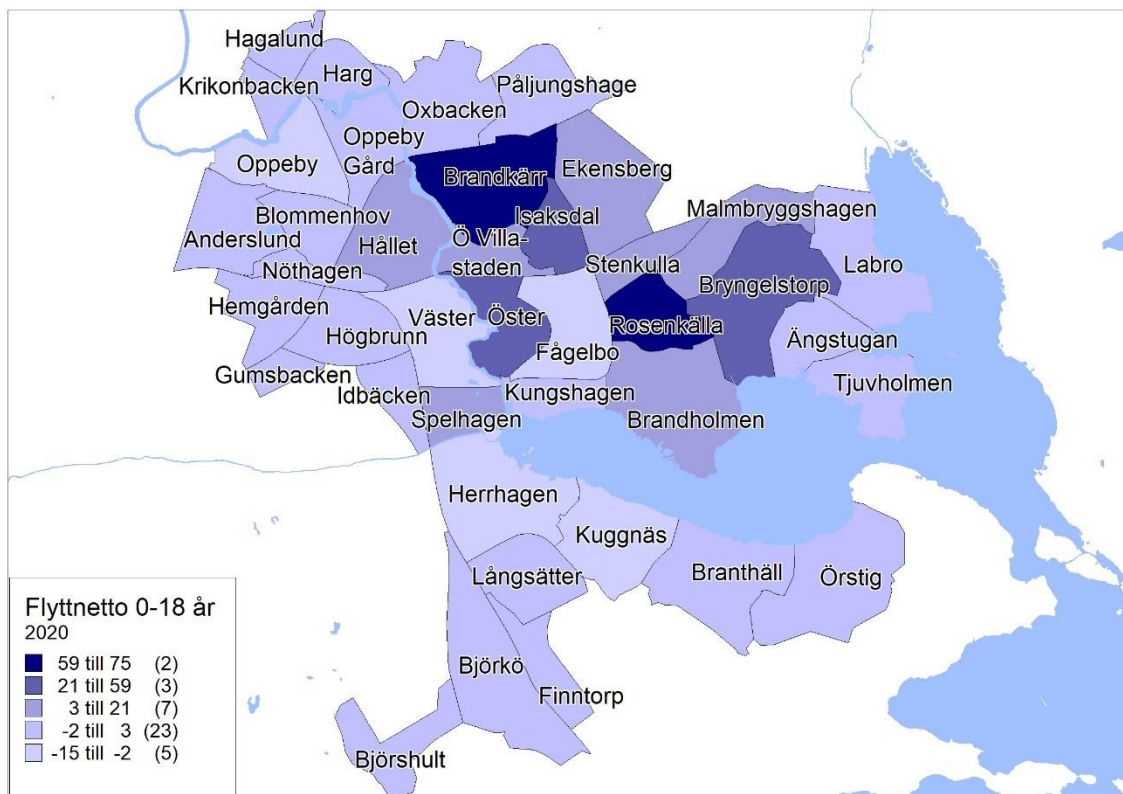 Hagalund
Harg
Krikonbacken
Påljungshage
Oxbacken
Oppeby
Gård
Oppeby
Brandkärr
Ekensberg
Blommenhov
Isaksdal
Malmbryggshagen
Anderslund
Hållet
Ö Villa-
staden
Stenkulla
Labro
Nöthagen
Bryngelstorp
Hemgården
Väster
Öster
Rosenkälla
Högbrunn
Fågelbo
Ängstugan
Gumsbacken
Idbäcken
Kungshagen
Tjuvholmen
Spelhagen
Brandholmen
Herrhagen
Kuggnäs
Långsätter
Branthäll
Örstig
Björkö
Finntorp
Björshult
Flyttnetto 0-18 år
2020
59 till 75 (2)
21 till 59 (3)
3 till 21 (7)
-2 till 3 (23)
-15 till -2 (5)